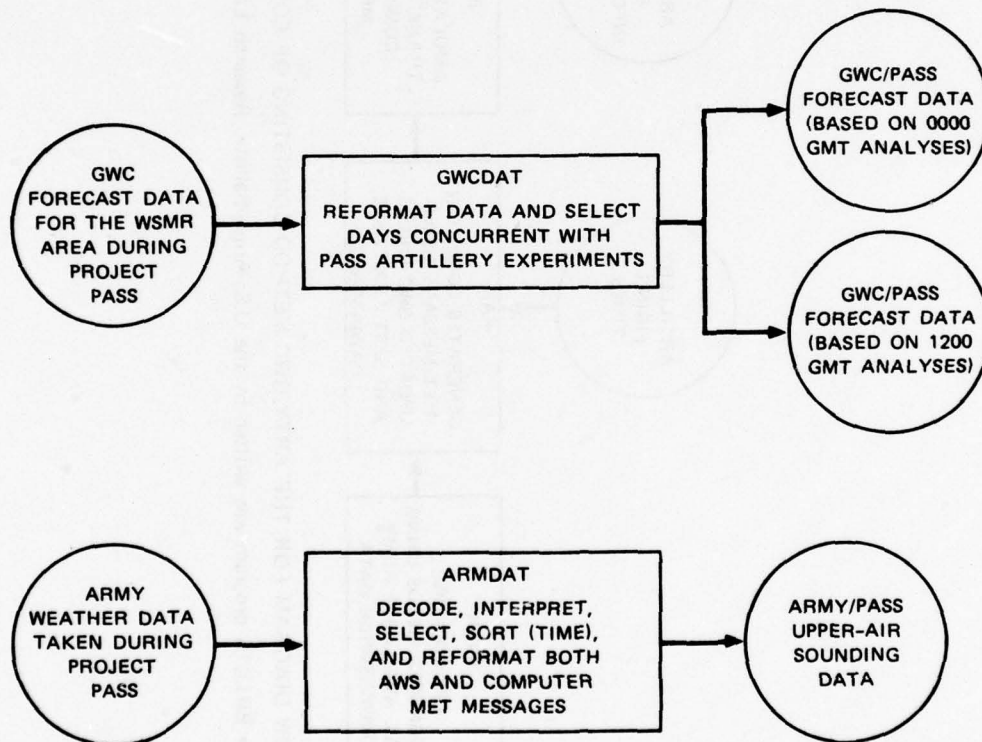 GWC
FORECAST DATA
FOR THE WSMR
AREA DURING
PROJECT
PASS
GWCDAT
REFORMAT DATA AND SELECT
DAYS CONCURRENT WITH
PASS ARTILLERY EXPERIMENTS
GWC/PASS
FORECAST DATA
(BASED ON 0000
GMT ANALYSES)
GWC/PASS
FORECAST DATA
(BASED ON 1200
GMT ANALYSES)
ARMY
WEATHER DATA
TAKEN DURING
PROJECT
PASS
ARMDAT
DECODE, INTERPRET,
SELECT, SORT (TIME),
AND REFORMAT BOTH
AWS AND COMPUTER
MET MESSAGES
ARMY/PASS
UPPER-AIR
SOUNDING
DATA